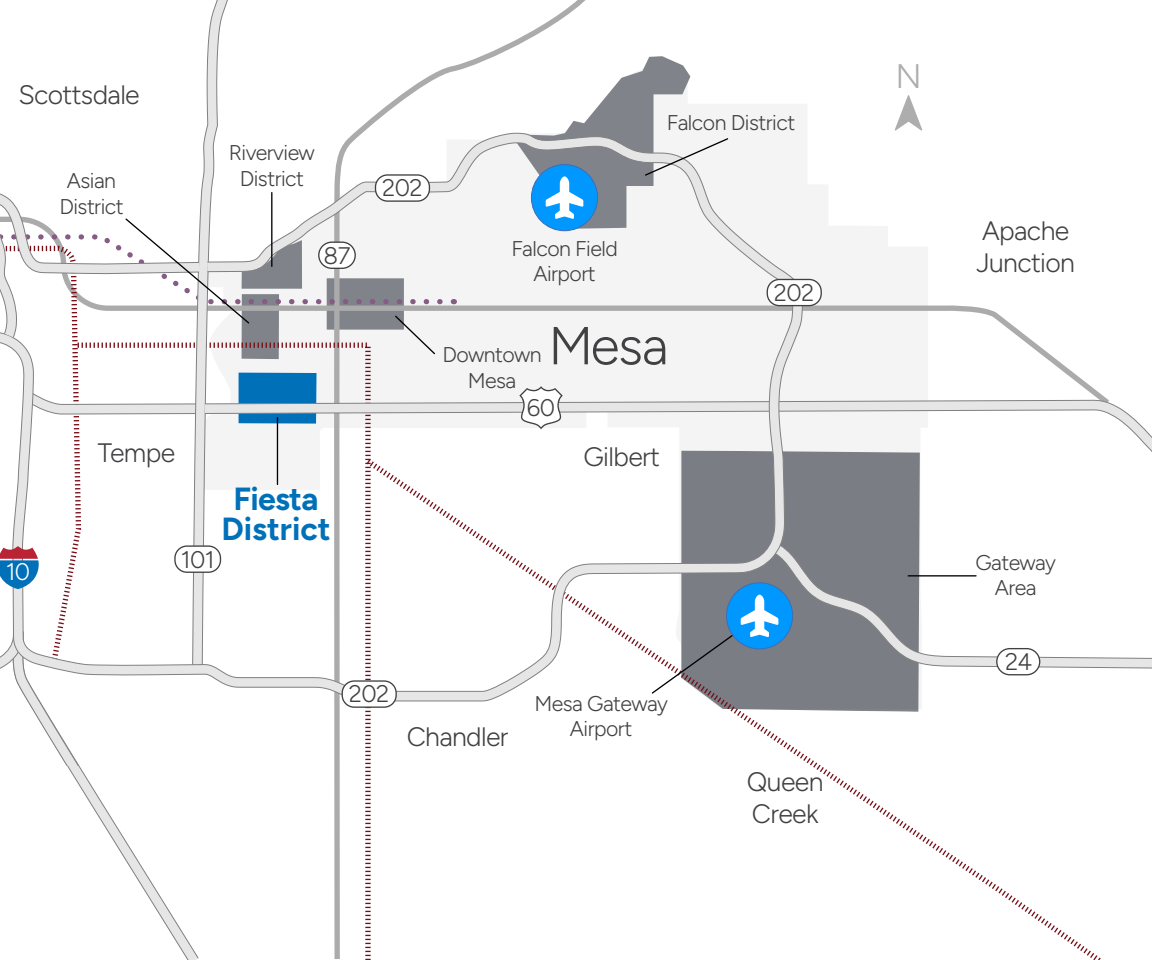 Scottsdale
N
Falcon District
Riverview
District
Asian
District
202
Falcon Field
Airport
87
Apache
Junction
202
Mesa
Downtown
Mesa
60
Tempe
Gilbert
Fiesta
District
101
10
Gateway
Area
24
202
Mesa Gateway
Airport
Chandler
Queen
Creek